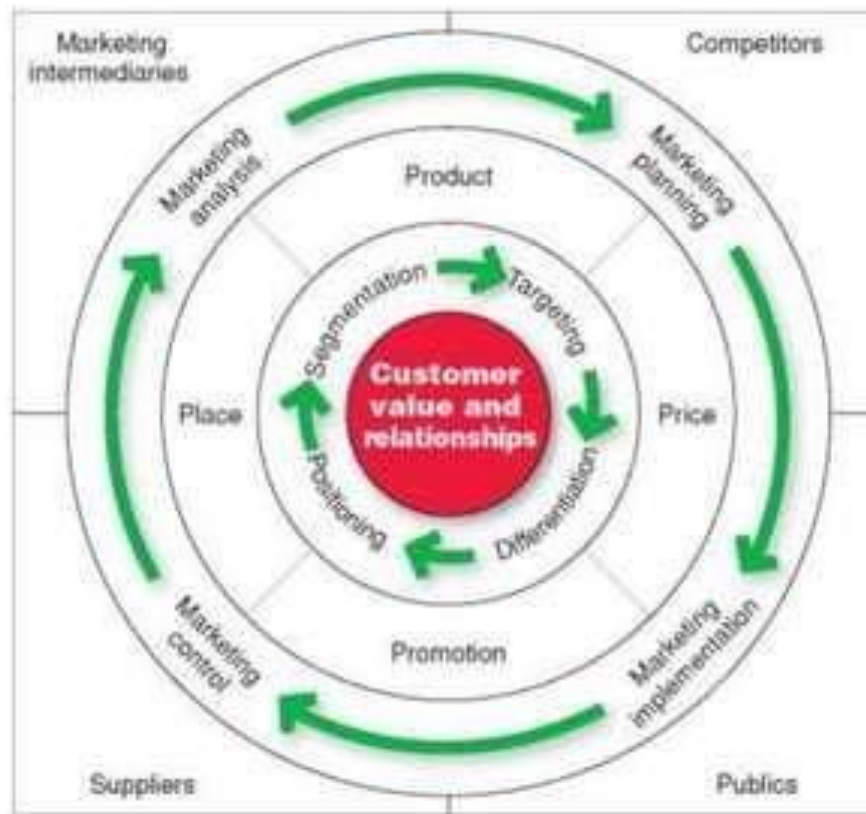 Marketing
intermediaries
Competitors
Marketing
analysis
Marketing
planning
Product
Segmentation
Targeting
Customer
value and
relationships
Place
Price
Positioning
Differentiation
Promotion
Marketing
control
Marketing
implementation
Suppliers
Publics